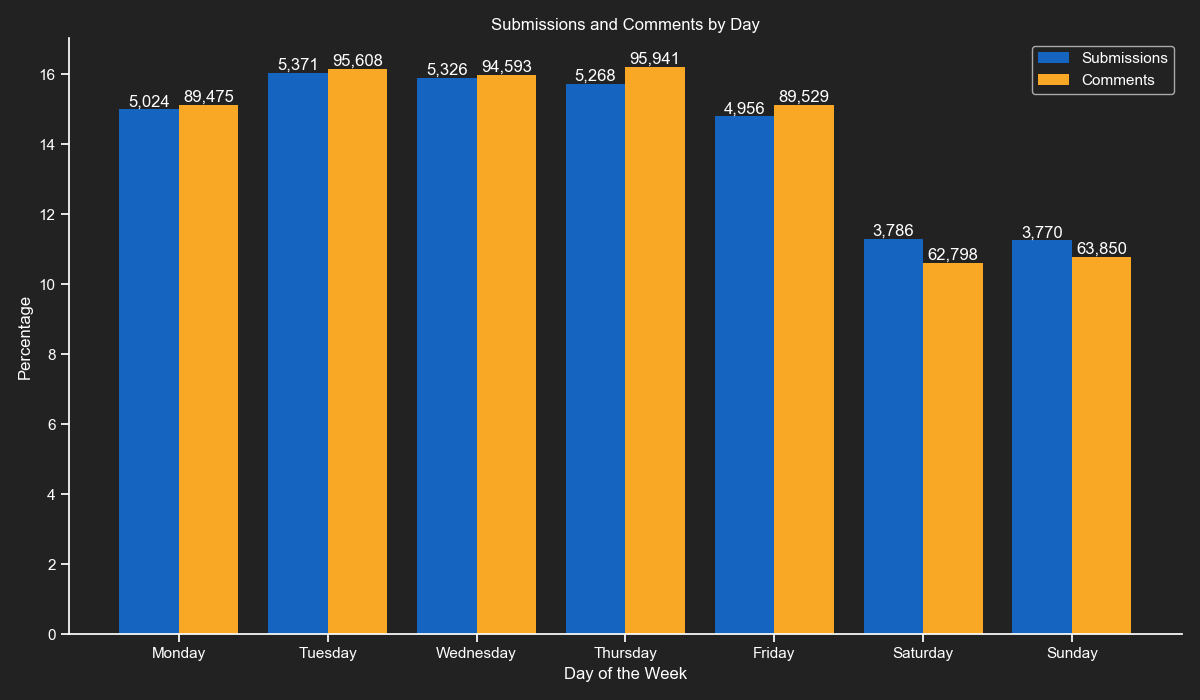 Submissions and Comments by Day
Submissions
Comments
Percentage
16
14
12
10
8
6
4
2
0
5,024
89,475
5,371
95,608
5,326
94,593
5,268
95,941
4,956
89,529
3,786
62,798
3,770
63,850
Monday
Tuesday
Wednesday
Thursday
Friday
Saturday
Sunday
Day of the Week